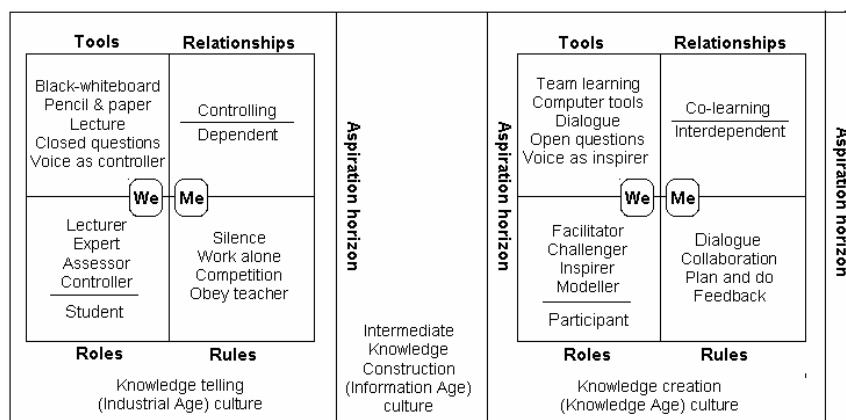 Tools
Relationships
Black-whiteboard
Pencil & paper
Lecture
Closed questions
Voice as controller
Controlling
Dependent
We
Me
Lecturer
Expert
Assessor
Controller
Student
Silence
Work alone
Competition
Obey teacher
Roles
Rules
Knowledge telling
(Industrial Age) culture
Aspiration horizon
Intermediate
Knowledge
Construction
(Information Age)
culture
Aspiration horizon
Tools
Relationships
Team learning
Computer tools
Dialogue
Open questions
Voice as inspirer
Co-learning
Interdependent
We
Me
Facilitator
Challenger
Inspirer
Modeller
Participant
Dialogue
Collaboration
Plan and do
Feedback
Roles
Rules
Knowledge creation
(Knowledge Age) culture
Aspiration horizon